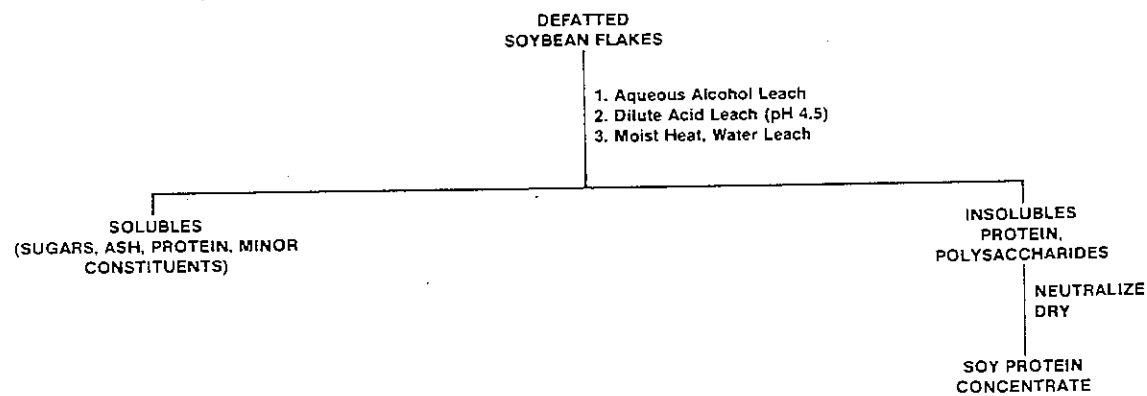 DEFATTED
SOYBEAN FLAKES
1. Aqueous Alcohol Leach
2. Dilute Acid Leach (pH 4.5)
3. Moist Heat, Water Leach
SOLUBLES
(SUGARS, ASH, PROTEIN, MINOR
CONSTITUENTS)
INSOLUBLES
PROTEIN,
POLYSACCHARIDES
NEUTRALIZE
DRY
SOY PROTEIN
CONCENTRATE